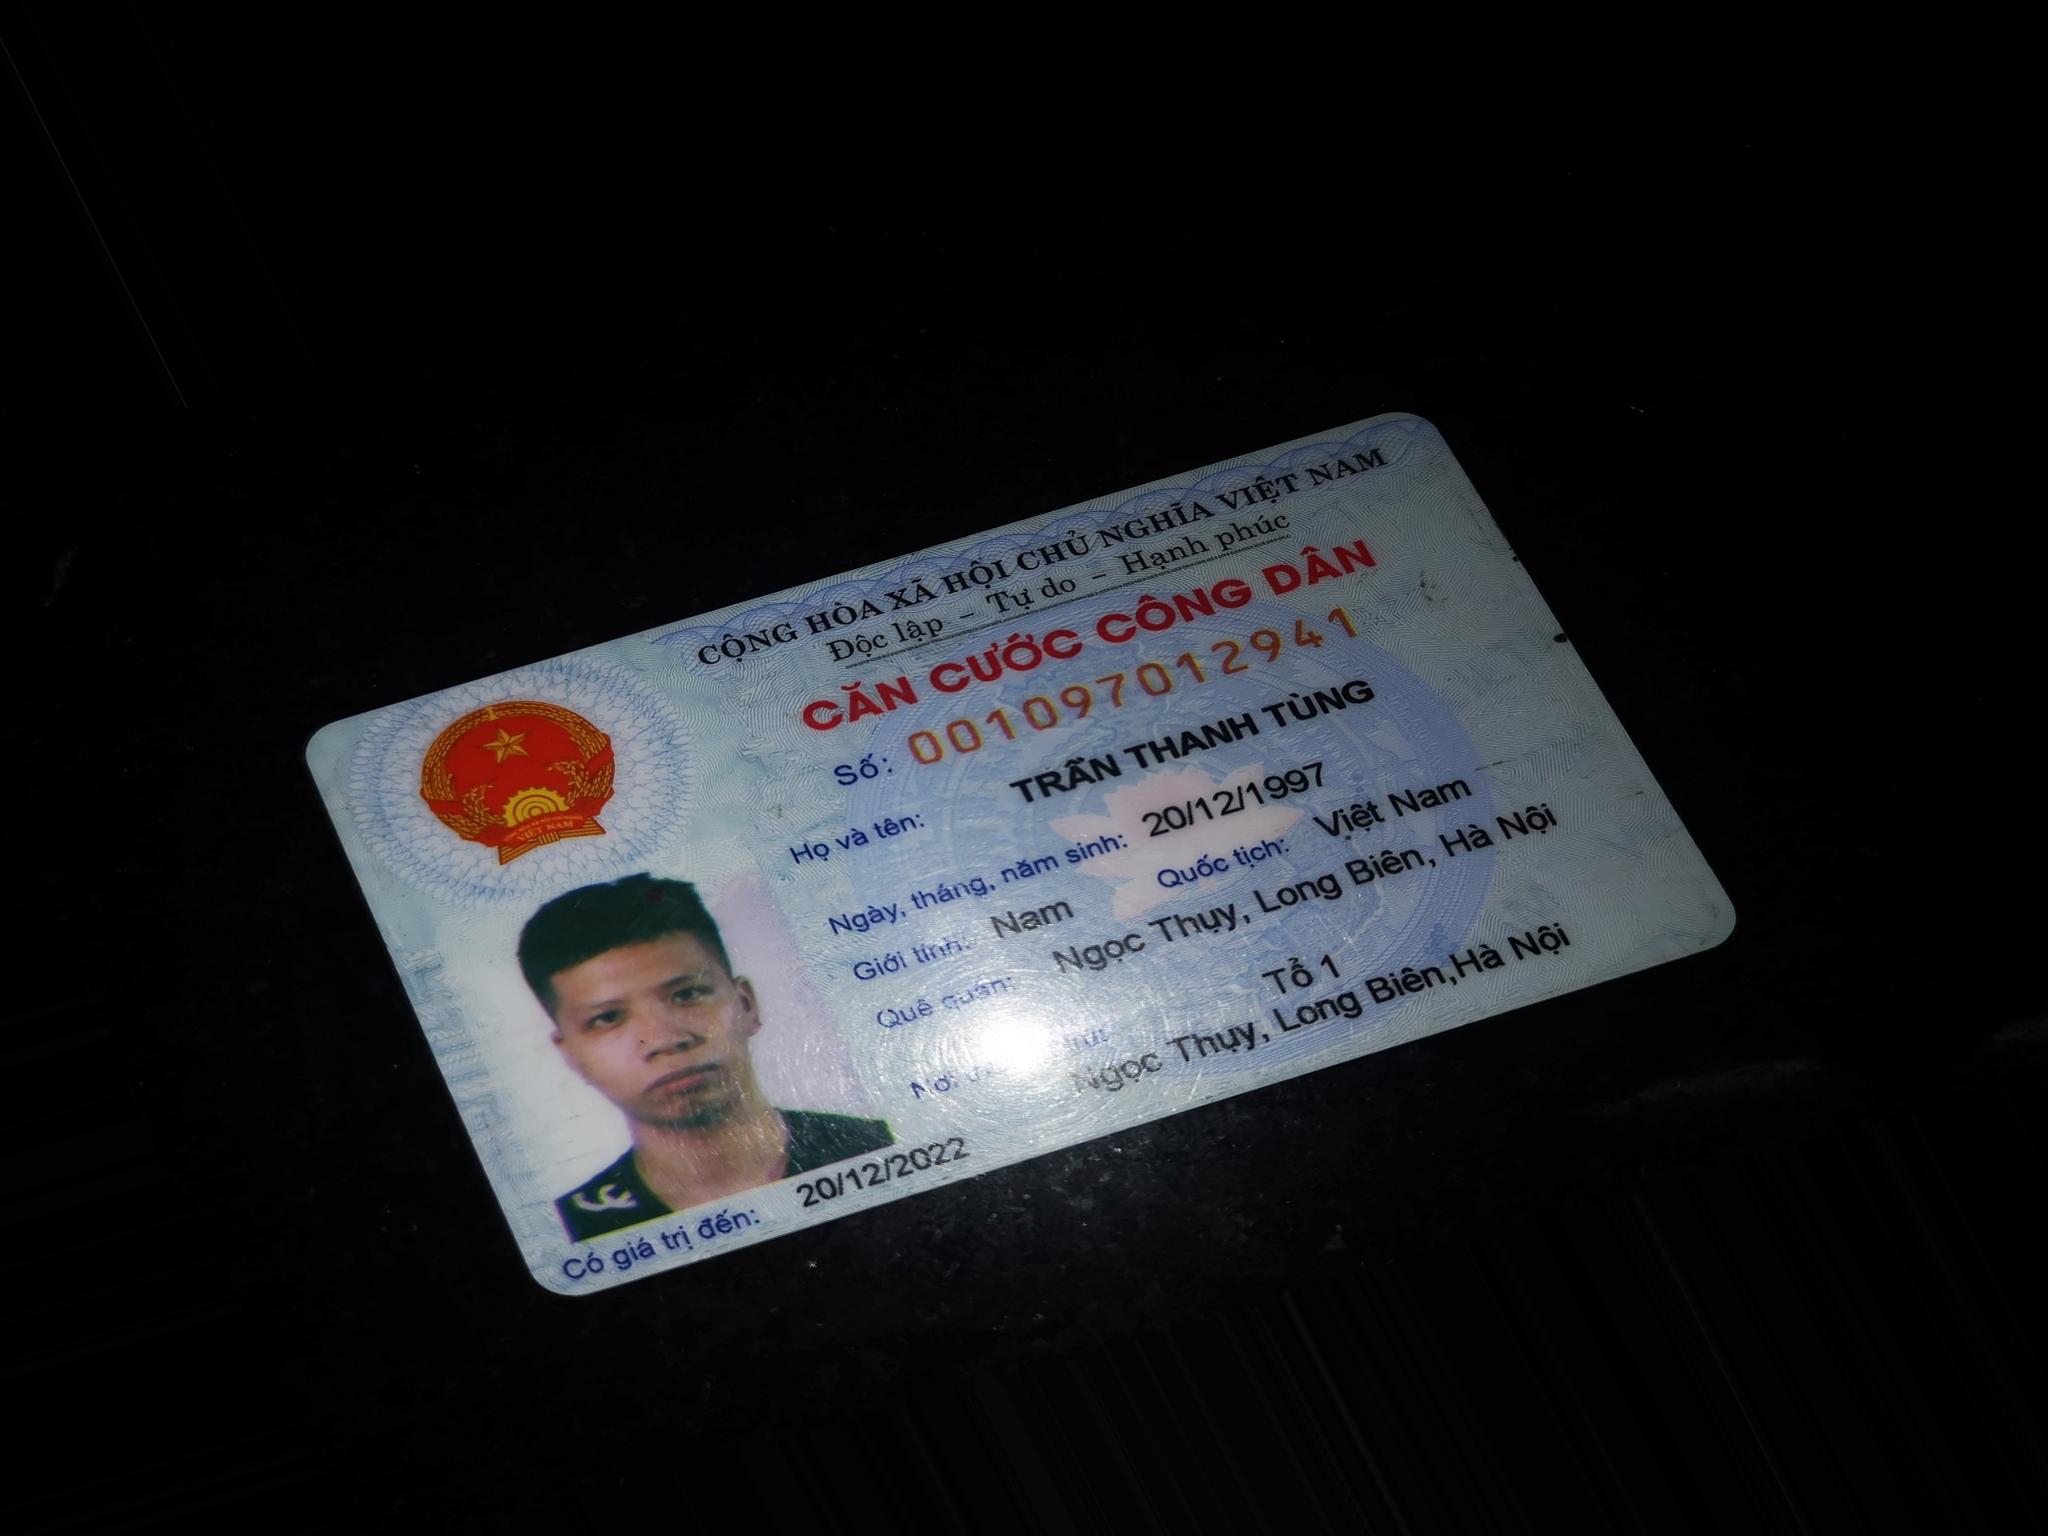 CỘNG HÒA XÃ HỘI CHỦ NGHĨA VIỆT NAM
Độc lập – Tự do – Hạnh phúc
CĂN CƯỚC CÔNG DÂN
Số: 001097012941
Họ và tên: TRẦN THANH TÙNG
Ngày, tháng, năm sinh: 20/12/1997
Giới tính: Nam Quốc tịch: Việt Nam
Quê quán: Ngọc Thụy, Long Biên, Hà Nội
Nơi Tổ 1
Ngọc Thụy, Long Biên,Hà Nội
Có giá trị đến: 20/12/2022
VIỆT NAM